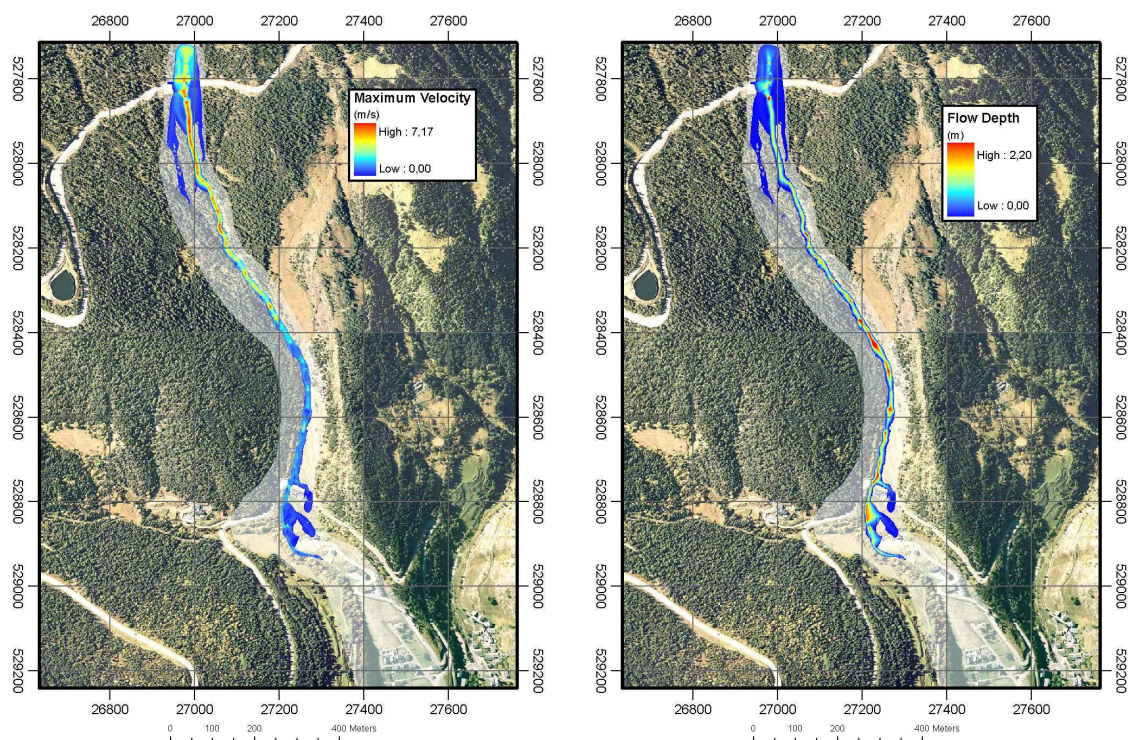 26800 27000 27200 27400 27600
26800 27000 27200 27400 27600
527800 528000 528200 528400 528600 528800 529000 529200
Maximum Velocity
(m/s)
High : 7,17
Low : 0,00
527800 528000 528200 528400 528600 528800 529000 529200
527800 528000 528200 528400 528600 528800 529000 529200
Flow Depth
(m)
High : 2,20
Low : 0,00
527800 528000 528200 528400 528600 528800 529000 529200
26800 27000 27200 27400 27600
26800 27000 27200 27400 27600
0 100 200 400 Meters
0 100 200 400 Meters